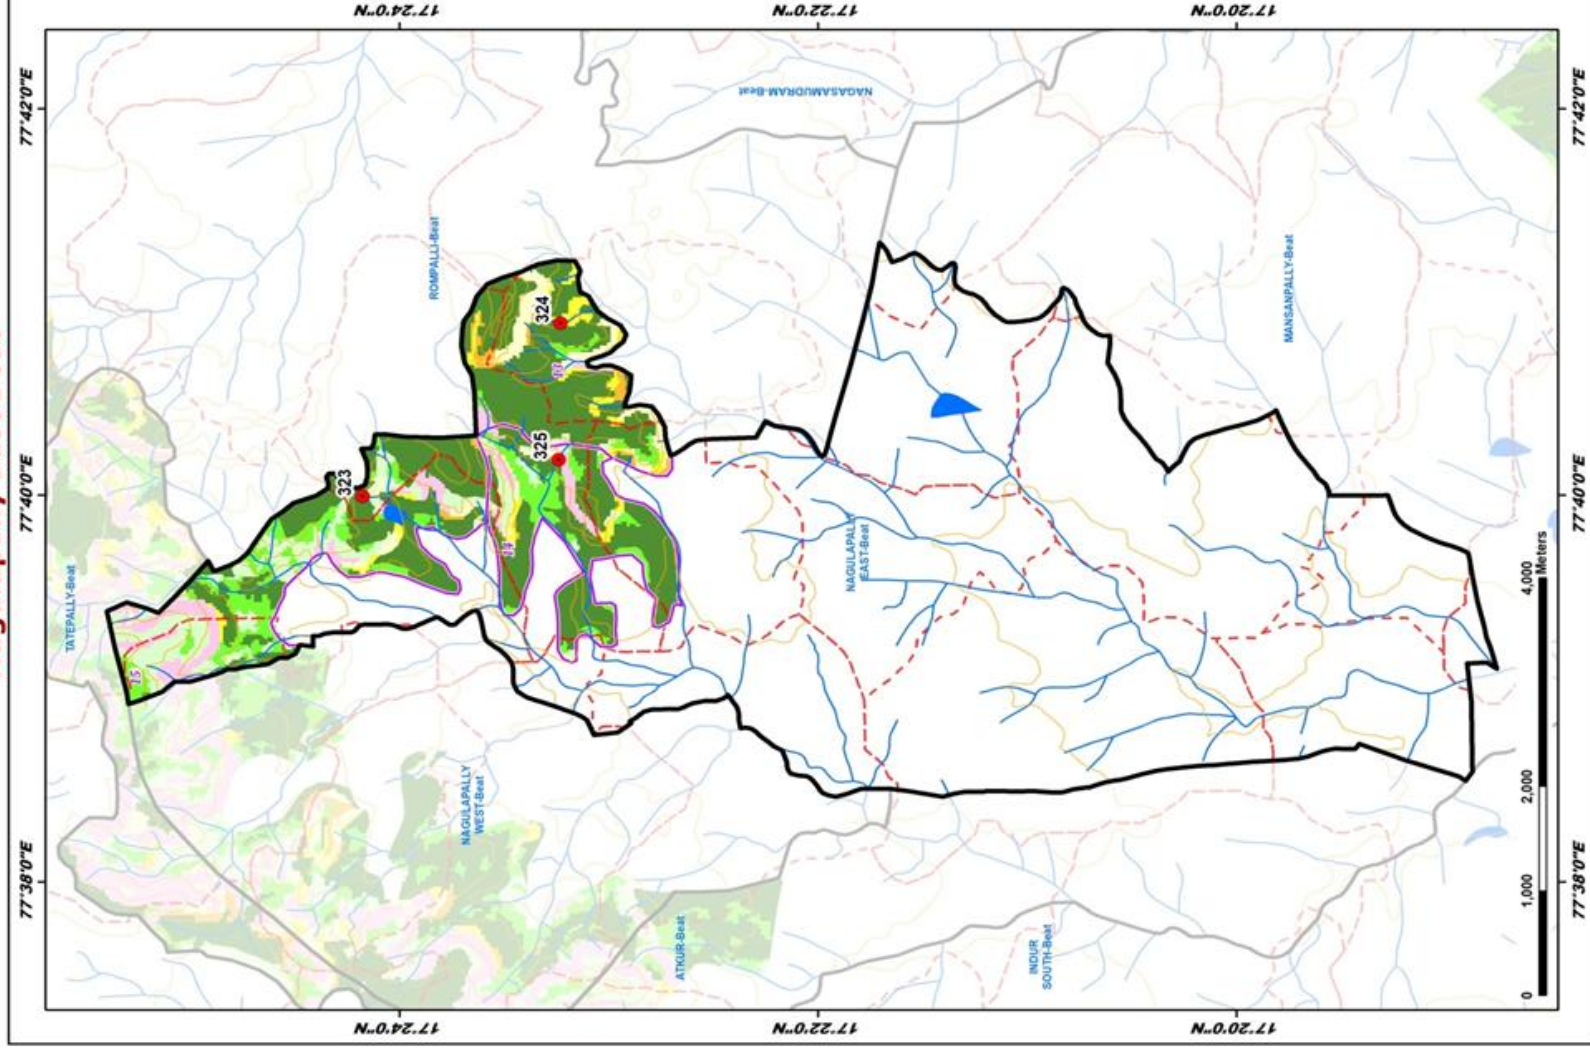 17°24'0"N
17°22'0"N
17°20'0"N
77°42'0"E
77°42'0"E
NAGASAMUDRAM-Beat
ROMPALLI-Beat
MANSANPALLY-Beat
324
13
325
323
77°40'0"E
77°40'0"E
14
NAGULAPALLY
EAST-Beat
TATEPALLY-Beat
15
NAGULAPALLY
WEST-Beat
77°38'0"E
77°38'0"E
ATKUR-Beat
INDUR
SOUTH-Beat
0 1,000 2,000 4,000
Meters
17°24'0"N
17°22'0"N
17°20'0"N